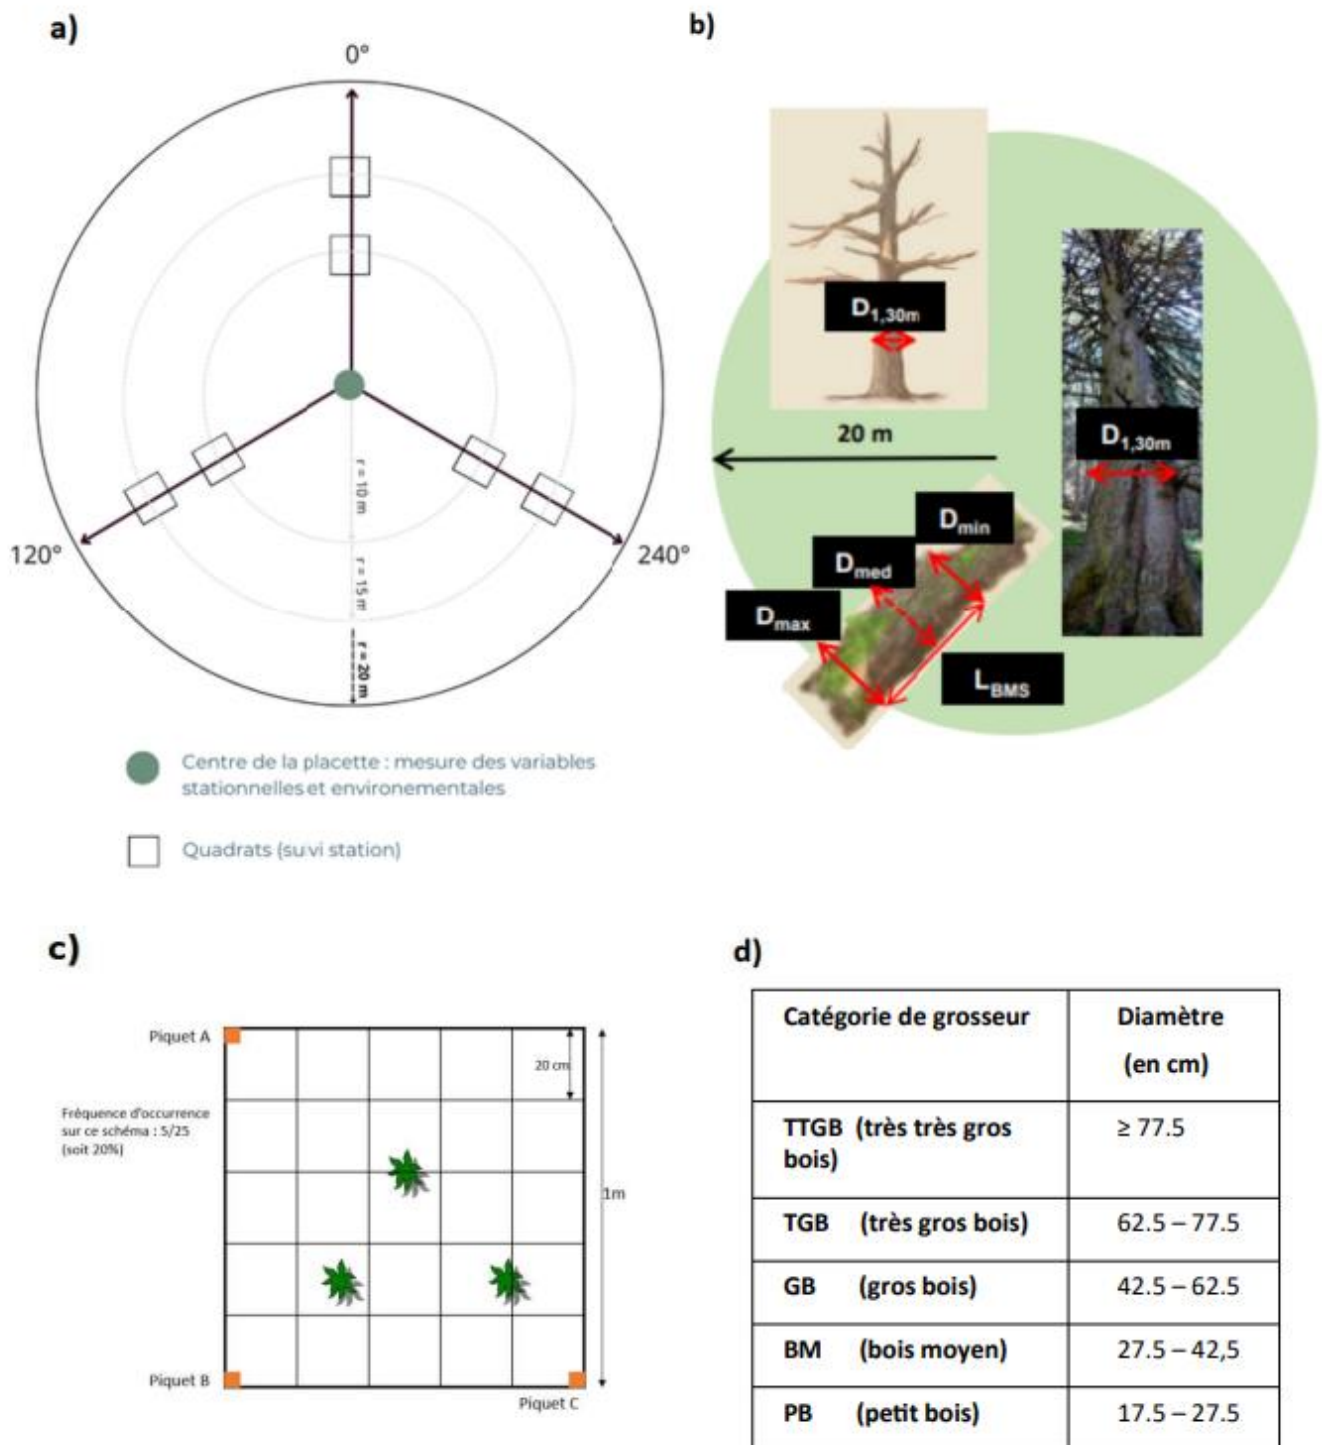 a)
0°
r = 10 m
r = 15 m
r = 20 m
120°
240°
Centre de la placette : mesure des variables
stationnelles et environementales
Quadrats (suivi station)
b)
D1,30m
D1,30m
20 m
Dmin
Dmed
Dmax
LBMS
c)
Piquet A
20 cm
Fréquence d'occurrence
sur ce schéma : 5/25
(soit 20%)
1m
Piquet B
Piquet C
d)
Catégorie de grosseur Diamètre
(en cm)
TTGB (très très gros ≥ 77.5
bois)
TGB (très gros bois) 62.5 – 77.5
GB (gros bois) 42.5 – 62.5
BM (bois moyen) 27.5 – 42,5
PB (petit bois) 17.5 – 27.5